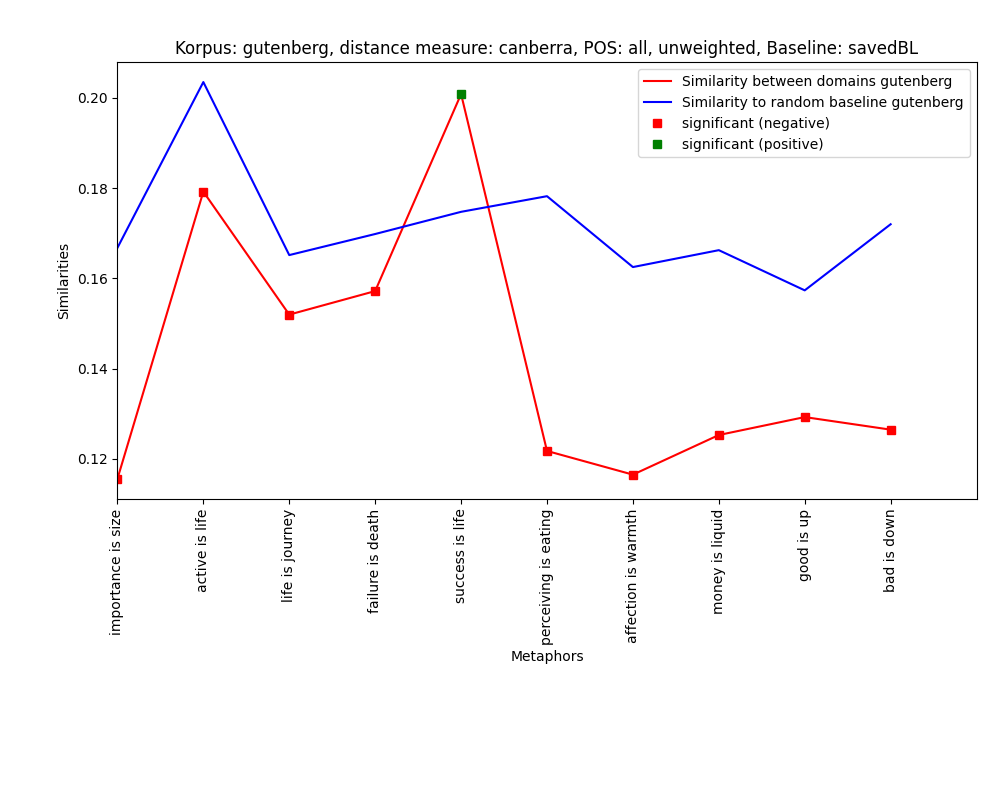 Korpus: gutenberg, distance measure: canberra, POS: all, unweighted, Baseline: savedBL
Similarity between domains gutenberg
Similarity to random baseline gutenberg
significant (negative)
significant (positive)
0.20
0.18
0.16
0.14
0.12
Similarities
importance is size
active is life
life is journey
failure is death
success is life
perceiving is eating
affection is warmth
money is liquid
good is up
bad is down
Metaphors